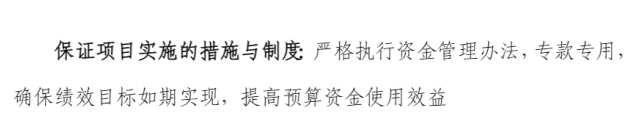 保证项目实施的措施与制度：严格执行资金管理办法，专款专用，
确保绩效目标如期实现，提高预算资金使用效益